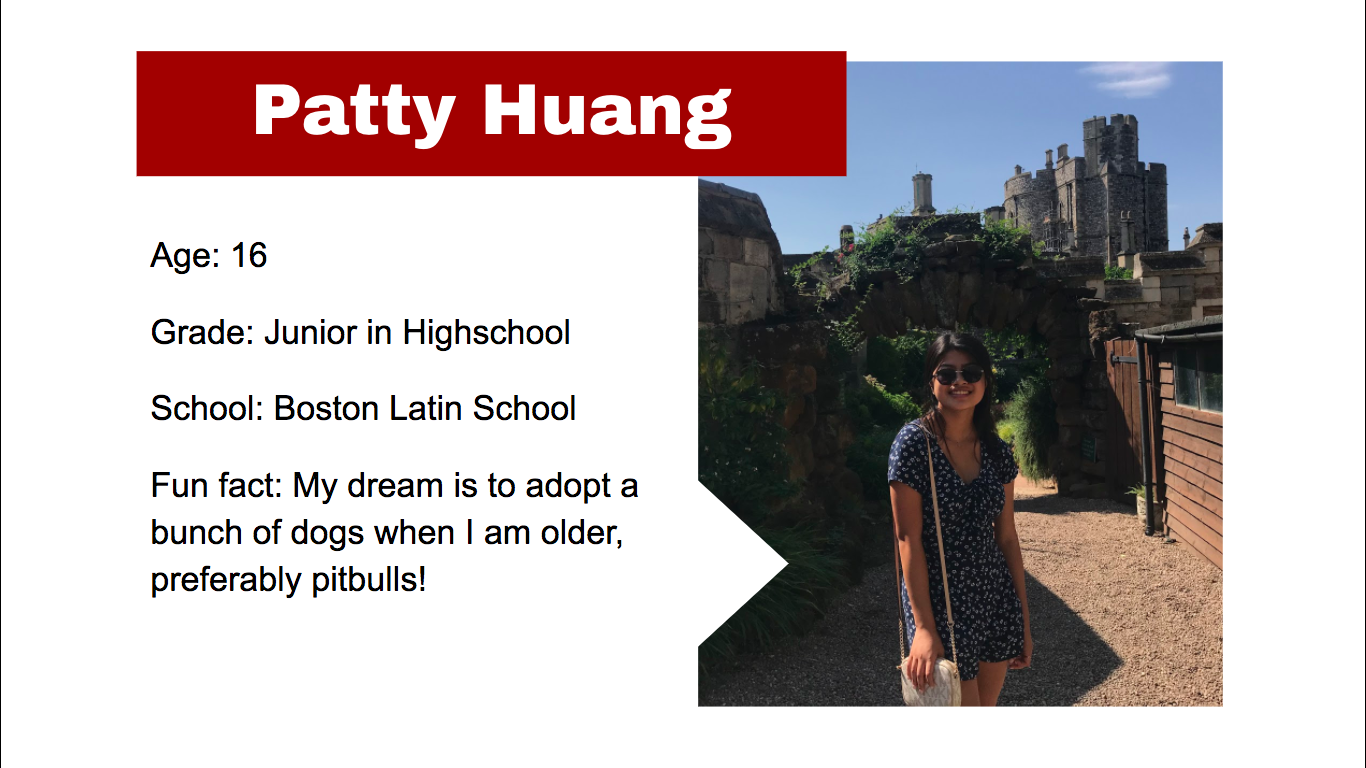 Patty Huang
Age: 16
Grade: Junior in Highschool
School: Boston Latin School
Fun fact: My dream is to adopt a
bunch of dogs when I am older,
preferably pitbulls!